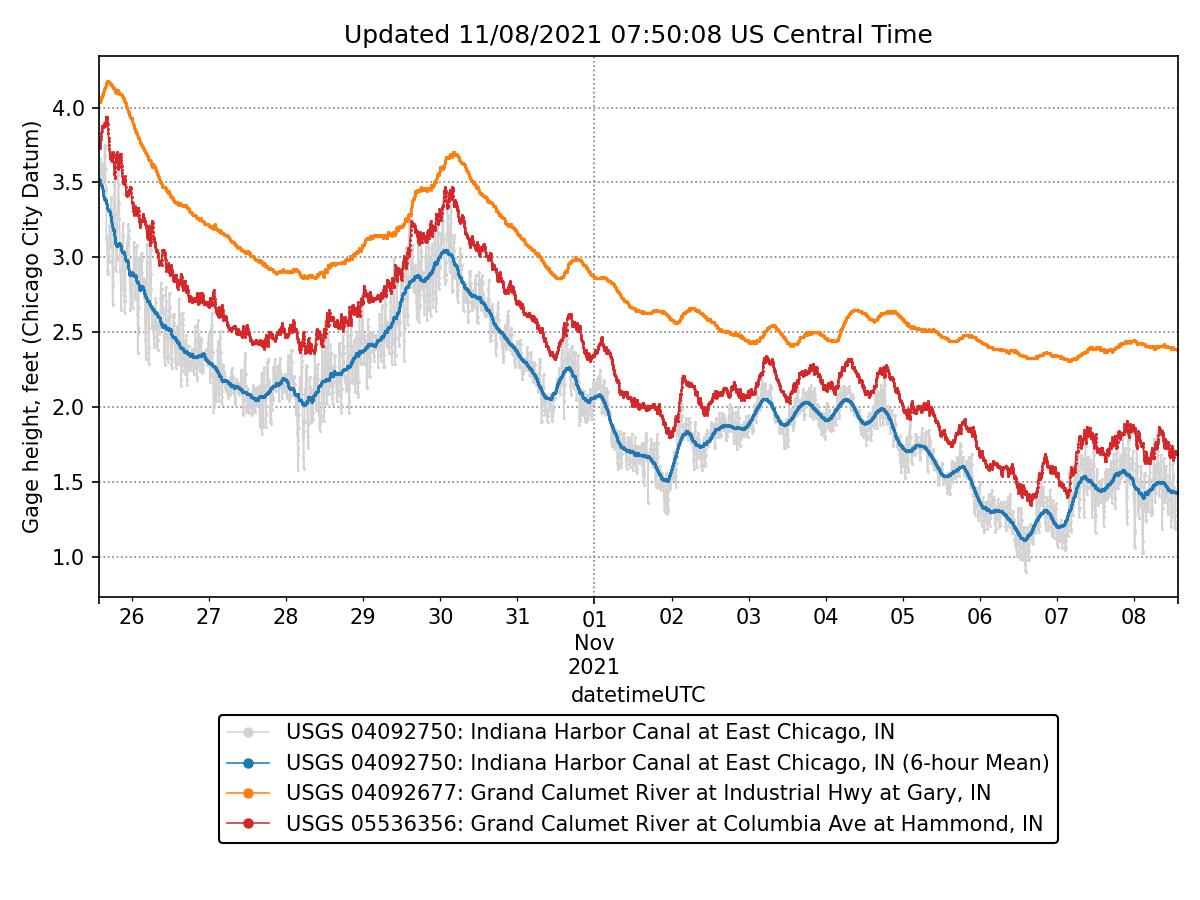 Updated 11/08/2021 07:50:08 US Central Time
Gage height, feet (Chicago City Datum)
4.0
3.5
3.0
2.5
2.0
1.5
1.0
26 27 28 29 30 31 01 02 03 04 05 06 07 08
Nov
2021
datetimeUTC
USGS 04092750: Indiana Harbor Canal at East Chicago, IN
USGS 04092750: Indiana Harbor Canal at East Chicago, IN (6-hour Mean)
USGS 04092677: Grand Calumet River at Industrial Hwy at Gary, IN
USGS 05536356: Grand Calumet River at Columbia Ave at Hammond, IN